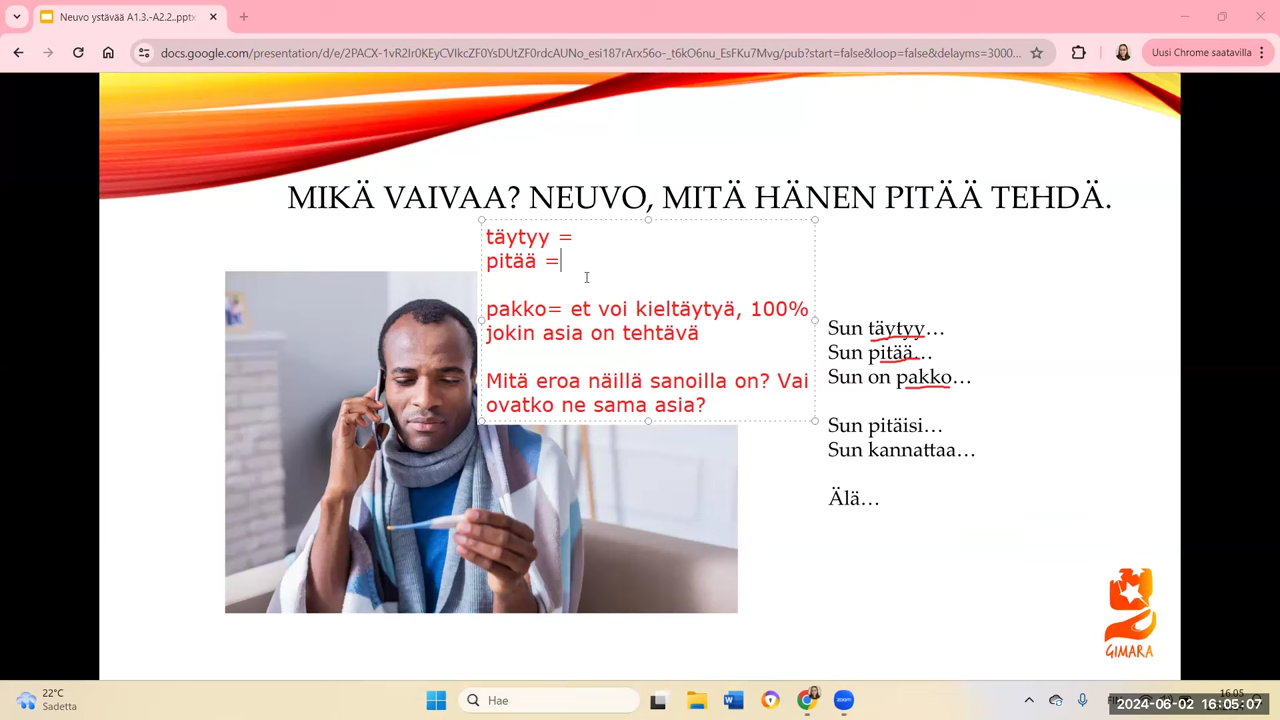 Neuvo ystävää A1.3.-A2.2..pptx
docs.google.com/presentation/d/e/2PACX-1vR2Ir0KEyCVIkcZF0YsDUtZF0rdcAUNo_esi187rArx56o-_t6kO6nu_EsFKu7Mvg/pub?start=false&loop=false&delayms=3000...
Uusi Chrome saatavilla
MIKÄ VAIVAA? NEUVO, MITÄ HÄNEN PITÄÄ TEHDÄ.
täytyy =
pitää =
pakko= et voi kieltäytyä, 100%
jokin asia on tehtävä
Mitä eroa näillä sanoilla on? Vai
ovatko ne sama asia?
Sun täytyy...
Sun pitää...
Sun on pakko...
Sun pitäisi...
Sun kannattaa...
Älä...
GIMARA
22°C
Sadetta
Hae
16.05
2024-06-02 16:05:07